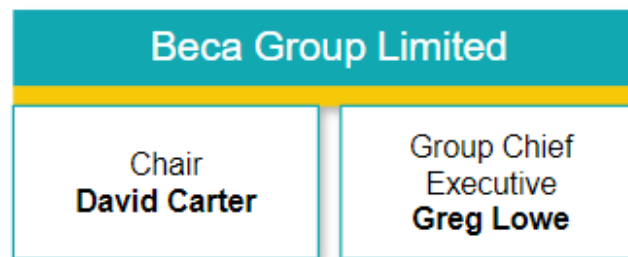 Beca Group Limited
Chair
David Carter
Group Chief
Executive
Greg Lowe